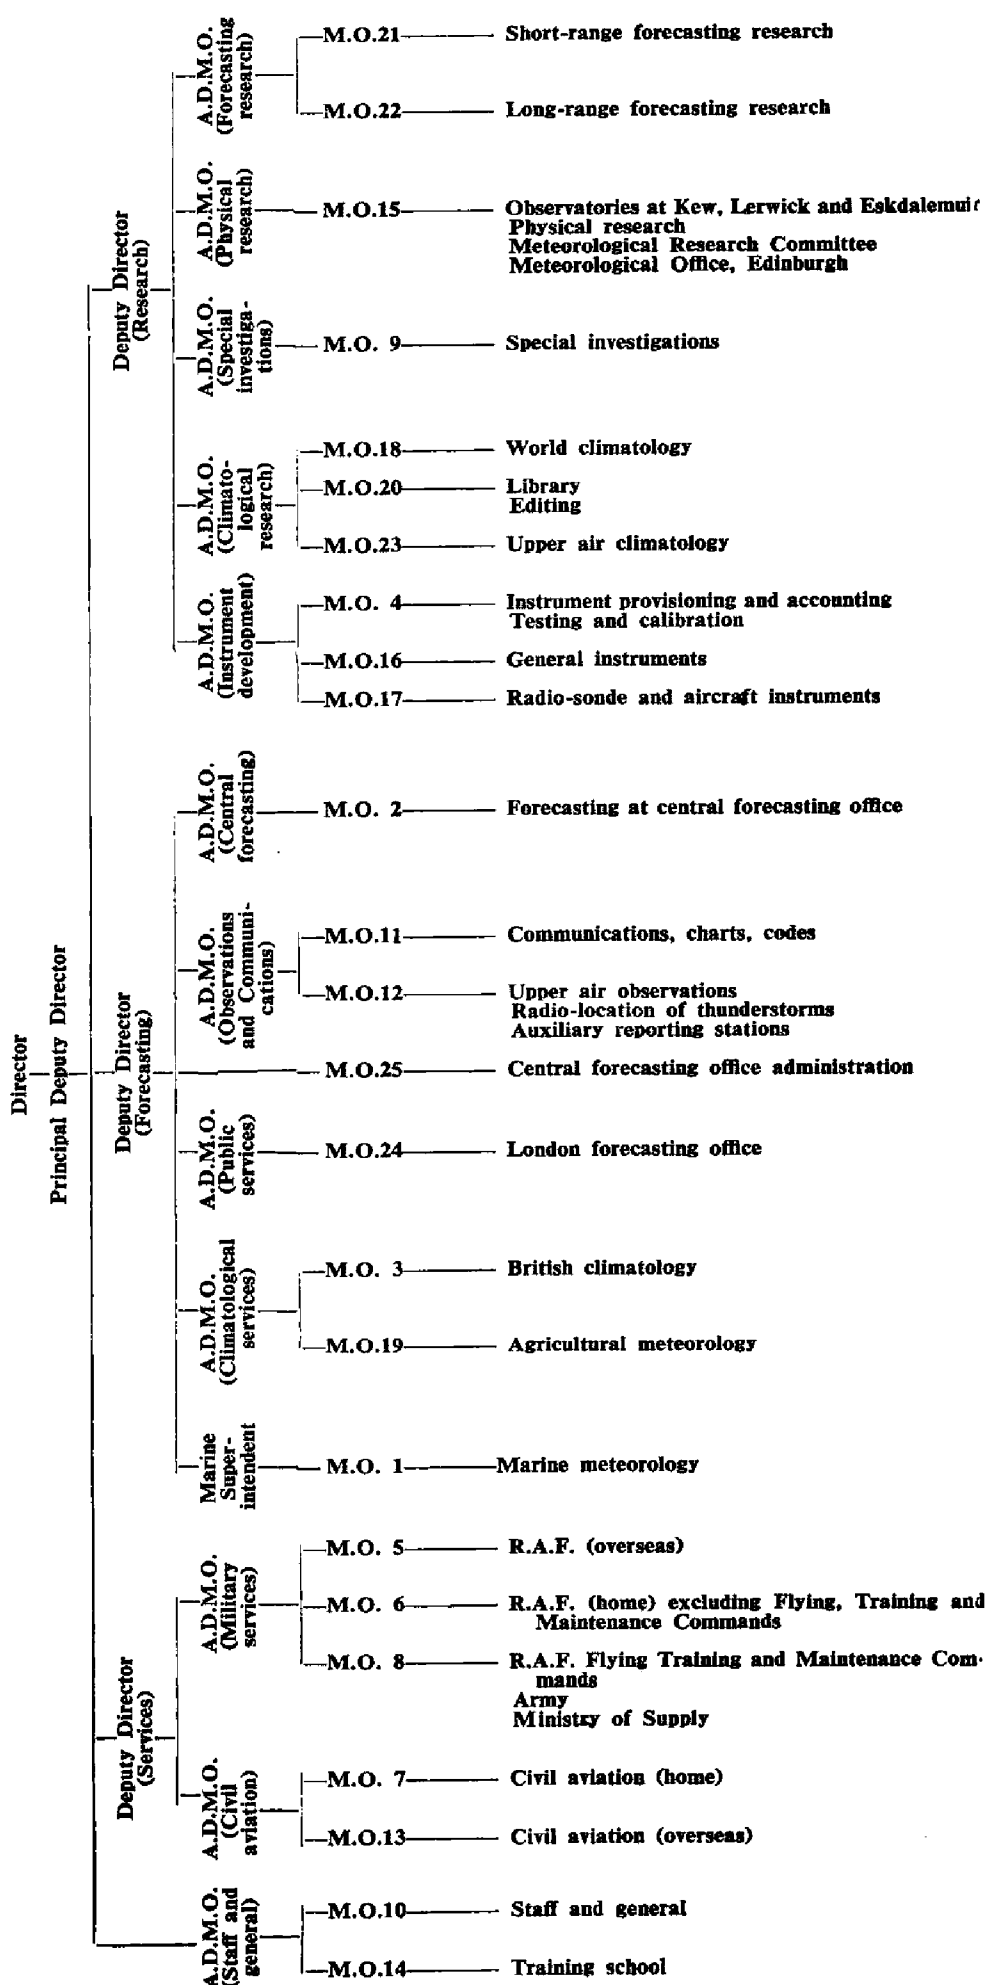 Director
Principal Deputy Director
Deputy Director
(Research)
A.D.M.O.
(Forecasting
research)
M.O.21
Short-range forecasting research
M.O.22
Long-range forecasting research
A.D.M.O.
(Physical
research)
M.O.15
Observatories at Kew, Lerwick and Eskdalemuir
Physical research
Meteorological Research Committee
Meteorological Office, Edinburgh
A.D.M.O.
(Special
investiga-
tions)
M.O. 9
Special investigations
A.D.M.O.
(Climato-
logical
research)
M.O.18
World climatology
M.O.20
Library
Editing
M.O.23
Upper air climatology
A.D.M.O.
(Instrument
development)
M.O. 4
Instrument provisioning and accounting
Testing and calibration
M.O.16
General instruments
M.O.17
Radio-sonde and aircraft instruments
Deputy Director
(Forecasting)
A.D.M.O.
(Central
forecasting)
M.O. 2
Forecasting at central forecasting office
A.D.M.O.
(Observations
and Communi-
cations)
M.O.11
Communications, charts, codes
M.O.12
Upper air observations
Radio-location of thunderstorms
Auxiliary reporting stations
M.O.25
Central forecasting office administration
A.D.M.O.
(Public
services)
M.O.24
London forecasting office
A.D.M.O.
(Climatological
services)
M.O. 3
British climatology
M.O.19
Agricultural meteorology
Marine
Super-
intendent
M.O. 1
Marine meteorology
Deputy Director
(Services)
A.D.M.O.
(Military
services)
M.O. 5
R.A.F. (overseas)
M.O. 6
R.A.F. (home) excluding Flying, Training and
Maintenance Commands
M.O. 8
R.A.F. Flying Training and Maintenance Com-
mands
Army
Ministry of Supply
A.D.M.O.
(Civil
aviation)
M.O. 7
Civil aviation (home)
M.O.13
Civil aviation (overseas)
A.D.M.O.
(Staff and
general)
M.O.10
Staff and general
M.O.14
Training school